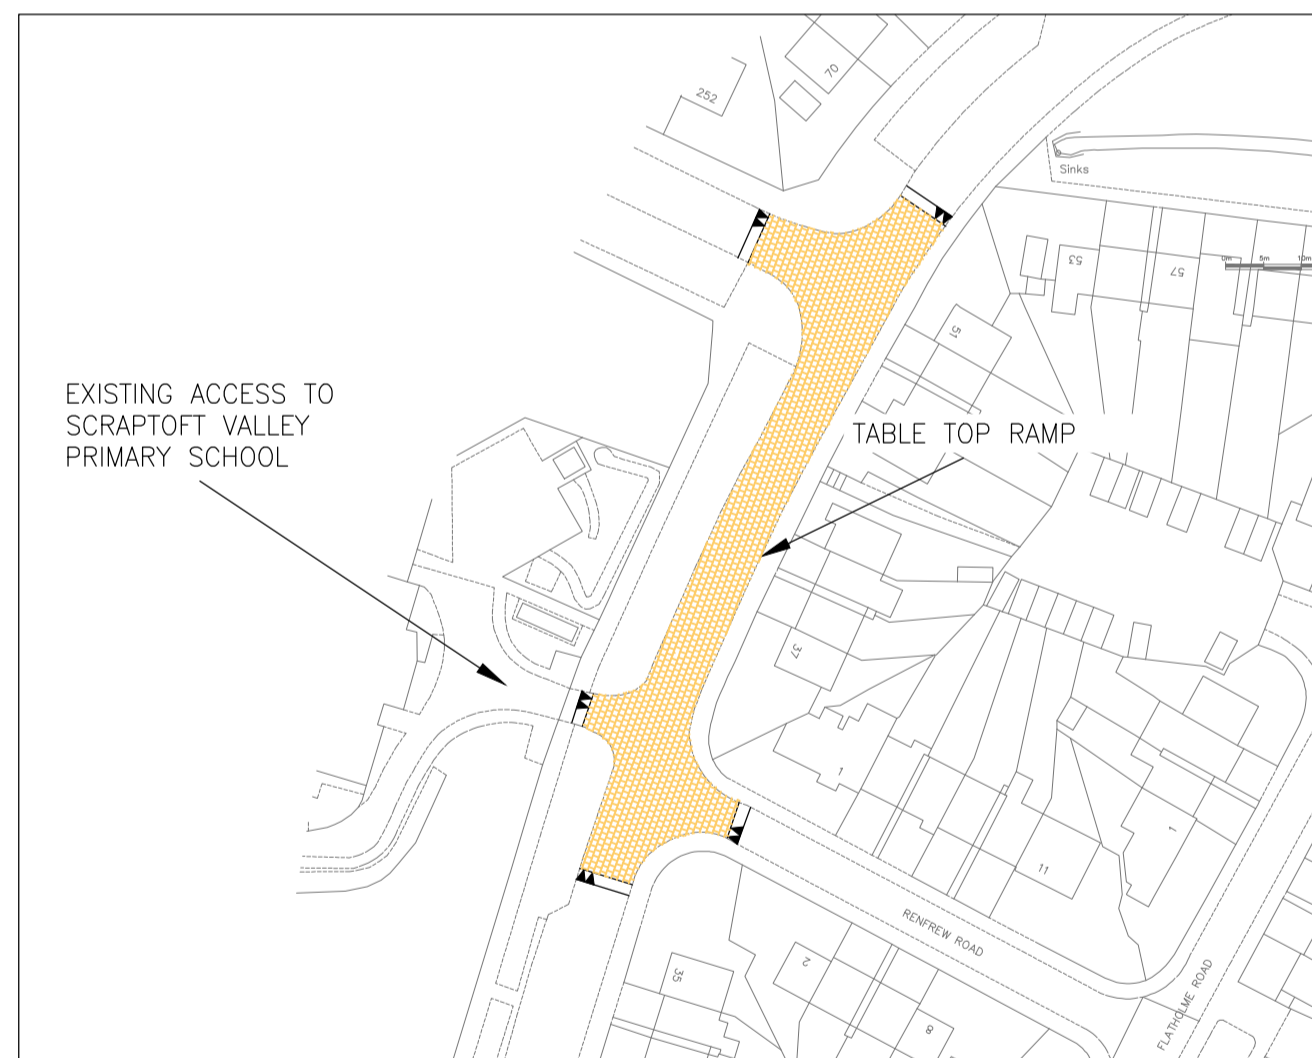 252
70
Sinks
53
57
0m 5m 10m
51
EXISTING ACCESS TO
SCRAPTOFT VALLEY
PRIMARY SCHOOL
TABLE TOP RAMP
37
1
1
11
RENFREW ROAD
35
2
8
FLATHOLME ROAD